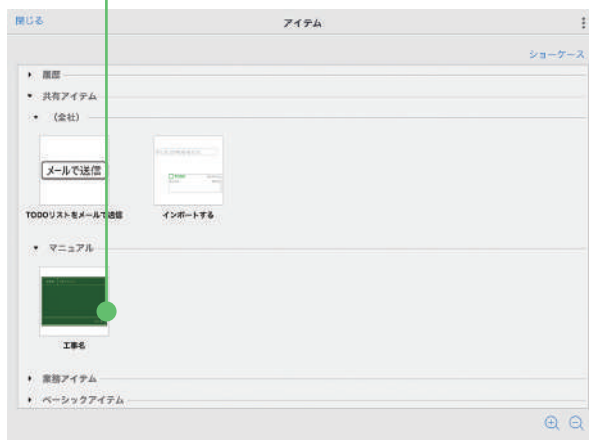 閉じる
アイテム
ショーケース
履歴
共有アイテム
（会社）
メールで送信
TODOリストをメールで送信
インポートする
マニュアル
工事名
業務アイテム
ベーシックアイテム